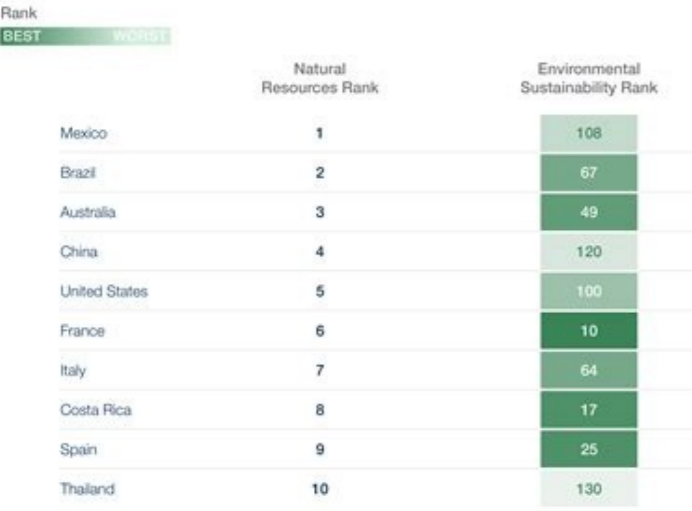 Rank
BEST WORST
Natural Resources Rank Environmental Sustainability Rank
Mexico 1 108
Brazil 2 67
Australia 3 49
China 4 120
United States 5 100
France 6 10
Italy 7 64
Costa Rica 8 17
Spain 9 25
Thailand 10 130